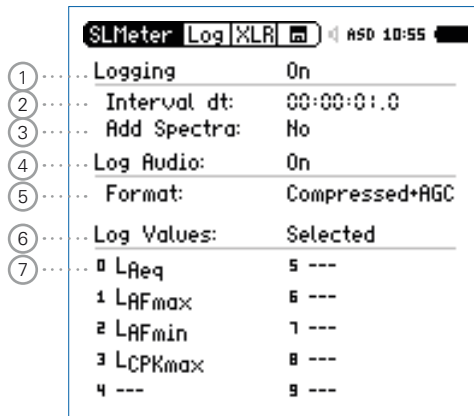 SLMeter Log XLR ASD 10:55
1 Logging On
2 Interval dt: 00:00:01.0
3 Add Spectra: No
4 Log Audio: On
5 Format: Compressed+AGC
6 Log Values: Selected
7 0 LAeq 5 ---
1 LAFmax 6 ---
2 LAFmin 7 ---
3 LCPKmax 8 ---
4 --- 9 ---